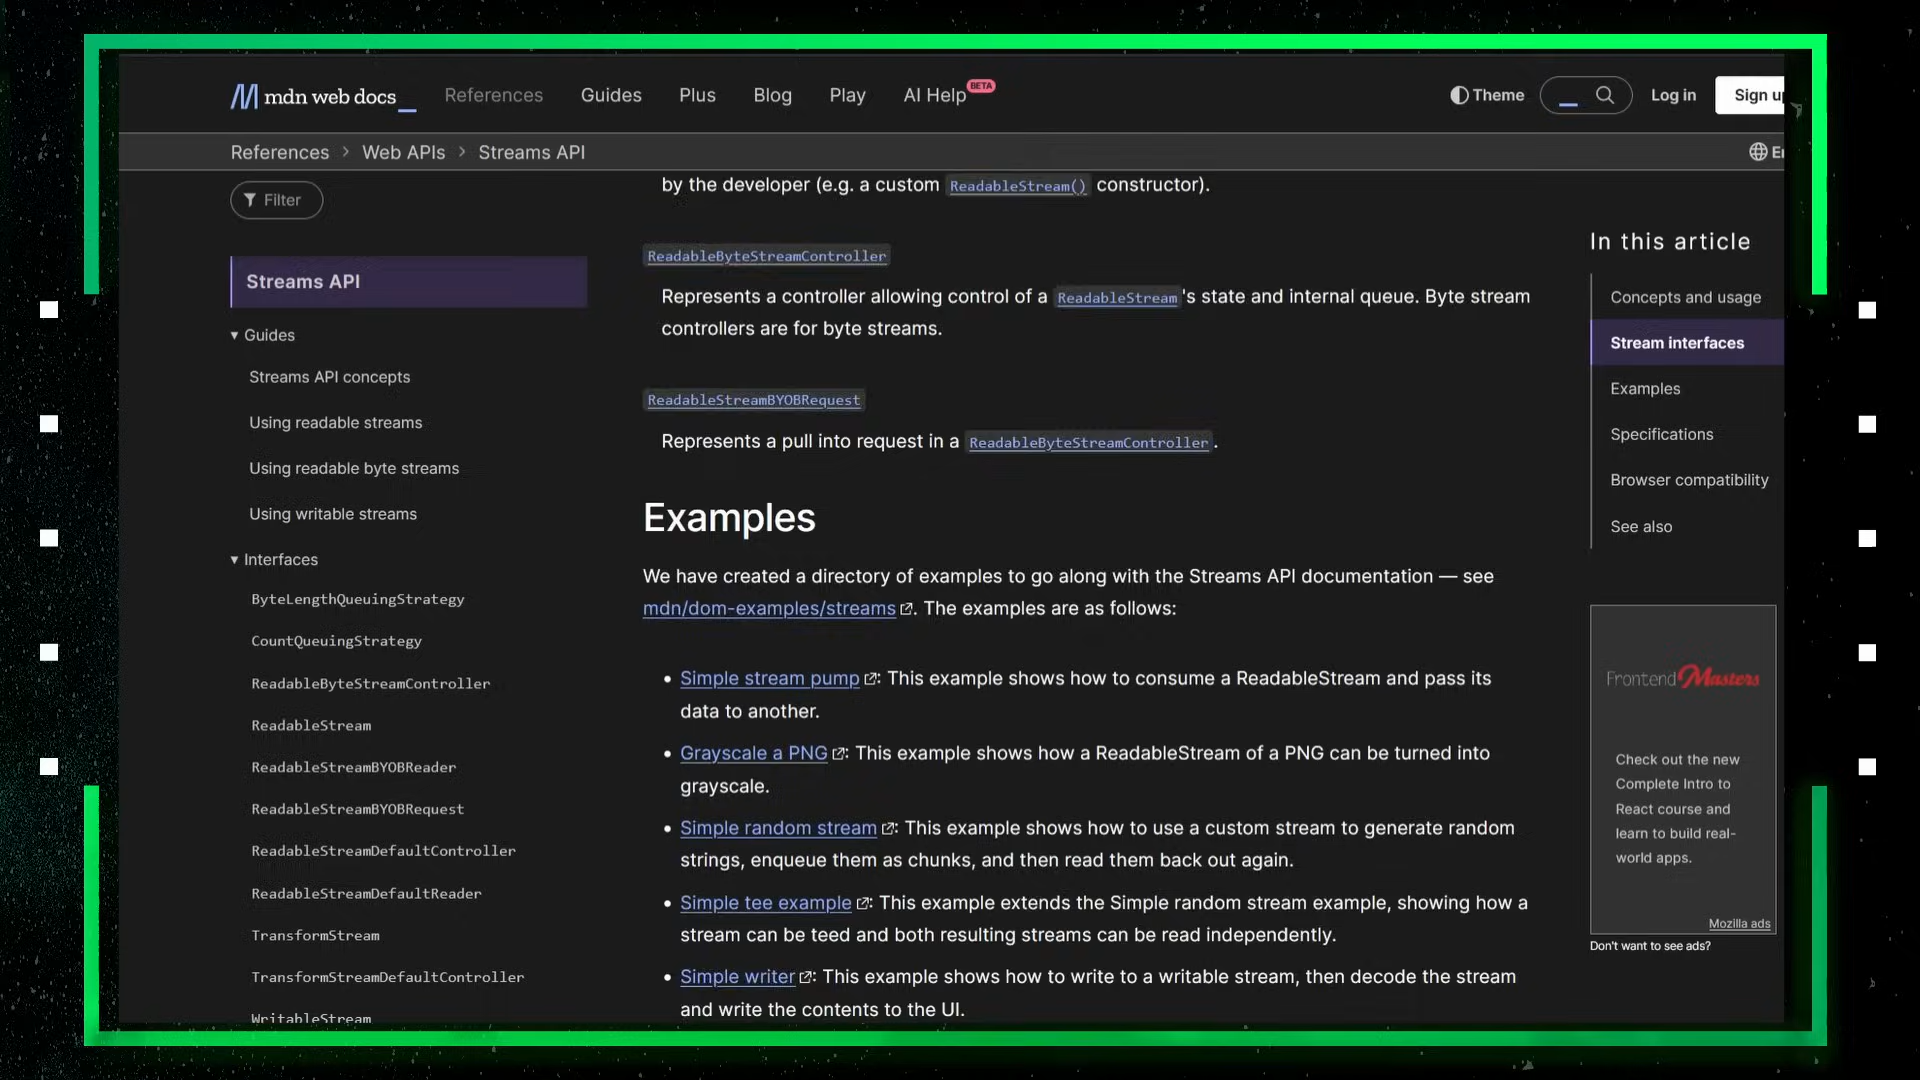 mdn web docs_
References
Guides
Plus
Blog
Play
AI Help
BETA
Theme
Log in
Sign up
References > Web APIs > Streams API
Filter
Streams API
Guides
Streams API concepts
Using readable streams
Using readable byte streams
Using writable streams
Interfaces
ByteLengthQueuingStrategy
CountQueuingStrategy
ReadableByteStreamController
ReadableStream
ReadableStreamBYOBReader
ReadableStreamBYOBRequest
ReadableStreamDefaultController
ReadableStreamDefaultReader
TransformStream
TransformStreamDefaultController
WritableStream
by the developer (e.g. a custom ReadableStream() constructor).
ReadableByteStreamController
Represents a controller allowing control of a ReadableStream's state and internal queue. Byte stream
controllers are for byte streams.
ReadableStreamBYOBRequest
Represents a pull into request in a ReadableByteStreamController.
Examples
We have created a directory of examples to go along with the Streams API documentation — see
mdn/dom-examples/streams. The examples are as follows:
• Simple stream pump: This example shows how to consume a ReadableStream and pass its
data to another.
• Grayscale a PNG: This example shows how a ReadableStream of a PNG can be turned into
grayscale.
• Simple random stream: This example shows how to use a custom stream to generate random
strings, enqueue them as chunks, and then read them back out again.
• Simple tee example: This example extends the Simple random stream example, showing how a
stream can be teed and both resulting streams can be read independently.
• Simple writer: This example shows how to write to a writable stream, then decode the stream
and write the contents to the UI.
In this article
Concepts and usage
Stream interfaces
Examples
Specifications
Browser compatibility
See also
Frontend Masters
Check out the new
Complete Intro to
React course and
learn to build real-
world apps.
Mozilla ads
Don't want to see ads?